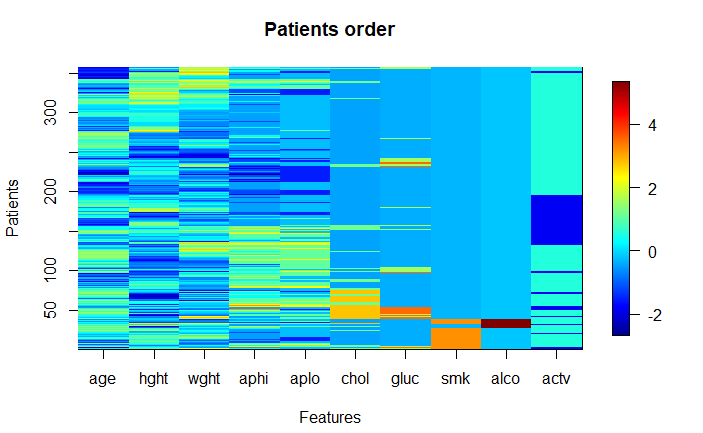 Patients order
Patients
300
200
100
50
4
2
0
-2
age hght wght aphi aplo chol gluc smk alco actv
Features